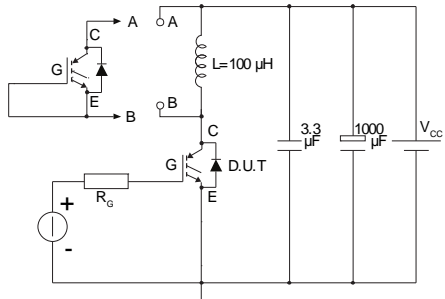 A
A
C
G
E
B
B
L=100 µH
C
G
D.U.T
E
R_G
+
-
3.3
µF
1000
µF
V_CC